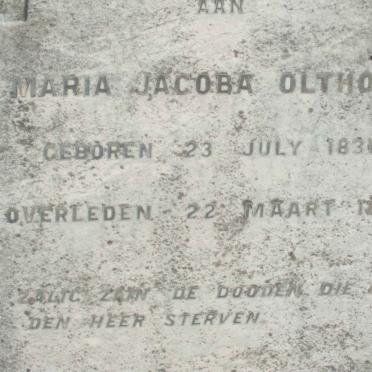 AAN
MARIA JACOBA OLTHO
GEBOREN 23 JULY 183
OVERLEDEN 22 MAART 1
ZALIG ZIJN DE DOODEN DIE
DEN HEER STERVEN